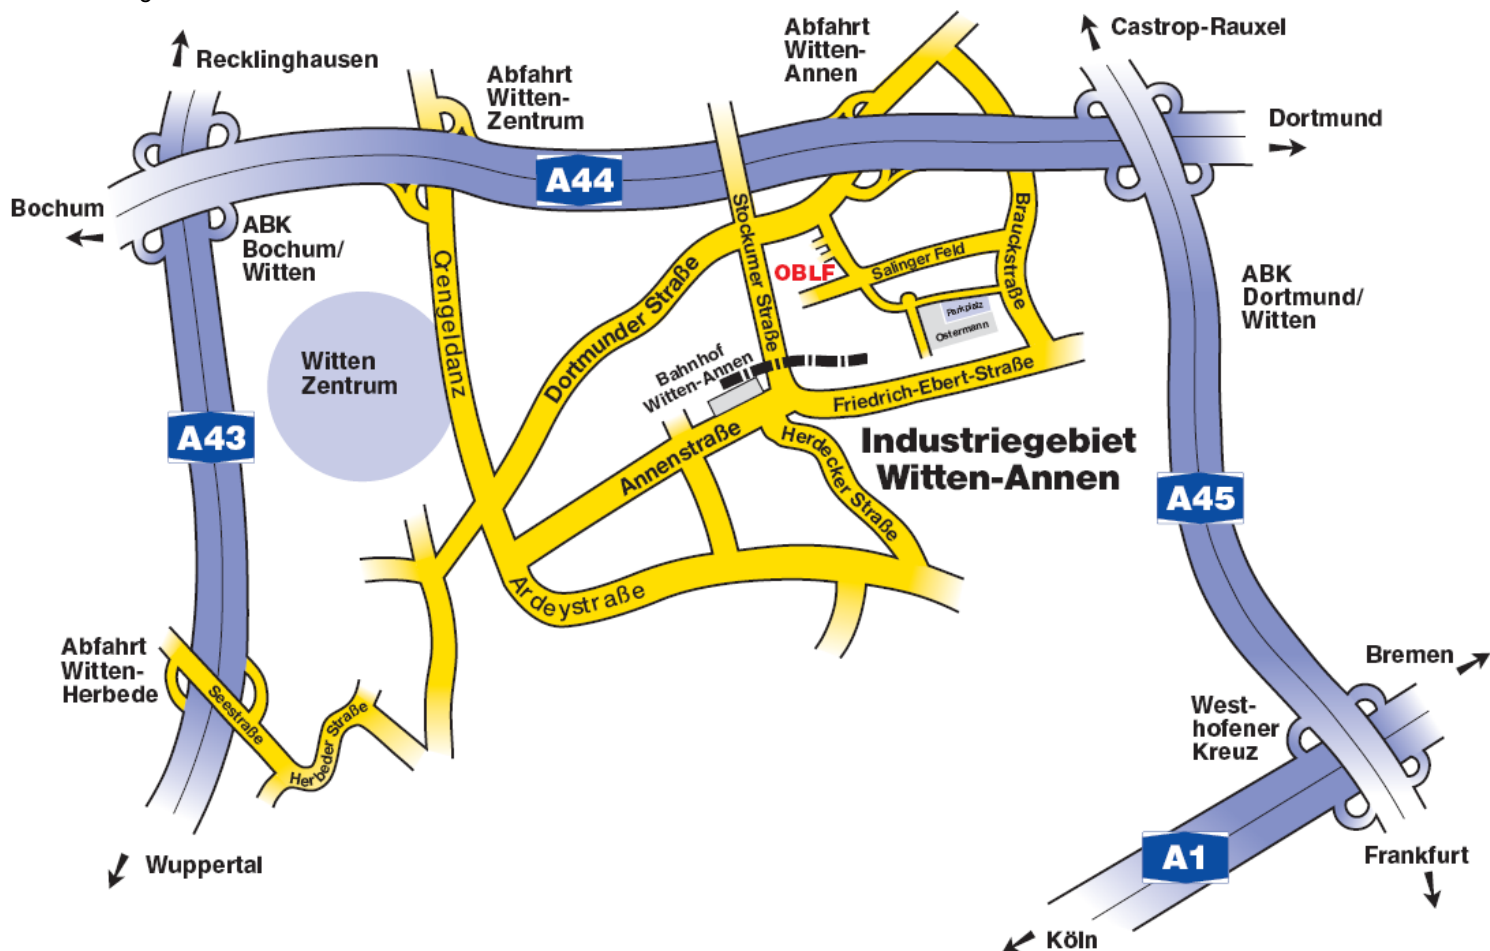 Recklinghausen
Abfahrt
Witten-
Zentrum
Abfahrt
Witten-
Annen
Castrop-Rauxel
Dortmund
Bochum
ABK
Bochum/
Witten
A44
Stockumer Straße
Brauckstraße
Crengeldanz
Dortmunder Straße
OBLF
Salinger Feld
Parkplatz
Ostermann
ABK
Dortmund/
Witten
Witten
Zentrum
Bahnhof
Witten-Annen
Friedrich-Ebert-Straße
A43
Annenstraße
Herdecker Straße
Industriegebiet
Witten-Annen
A45
Ardeystraße
Abfahrt
Witten-
Herbede
Seestraße
Herbeder Straße
Bremen
West-
hofener
Kreuz
Wuppertal
A1
Frankfurt
Köln